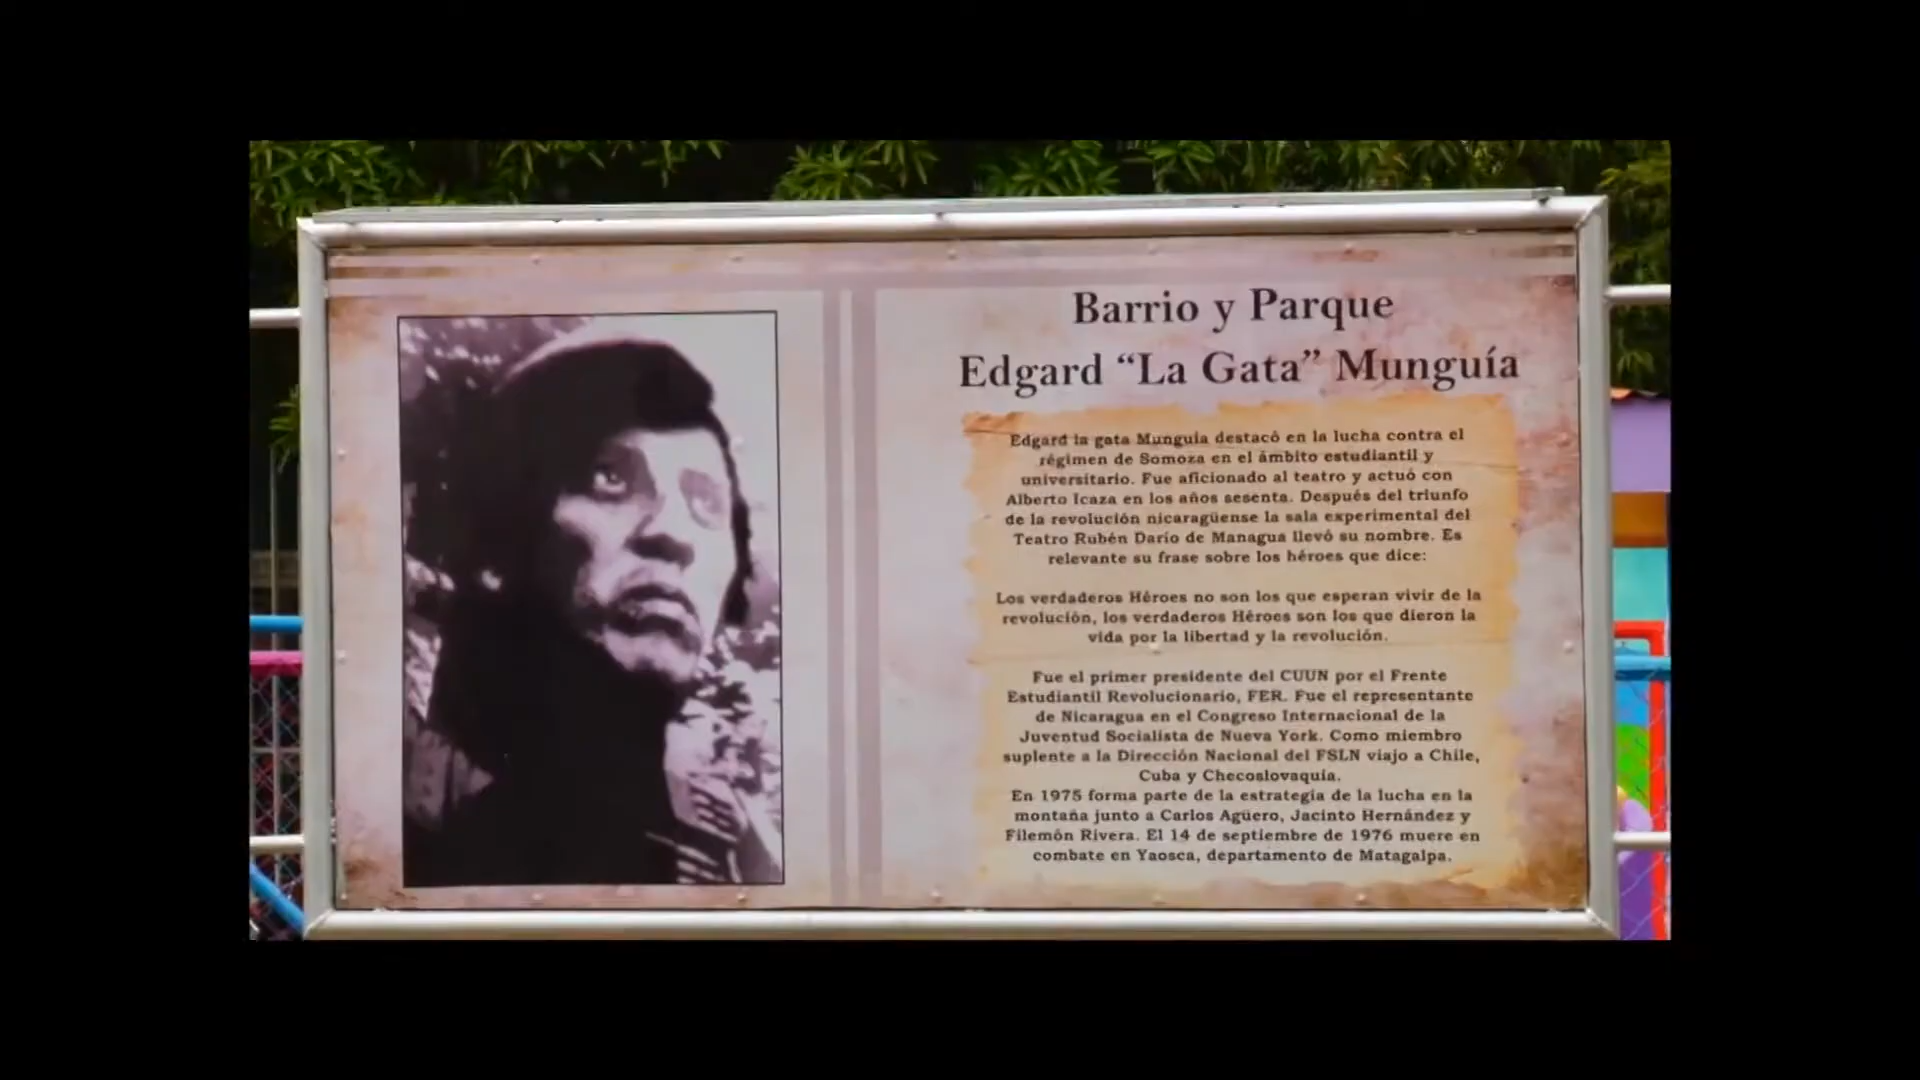 Barrio y Parque
Edgard “La Gata” Munguía
Edgard la gata Munguía destacó en la lucha contra el
régimen de Somoza en el ámbito estudiantil y
universitario. Fue aficionado al teatro y actuó con
Alberto Icaza en los años sesenta. Después del triunfo
de la revolución nicaragüense la sala experimental del
Teatro Rubén Darío de Managua llevó su nombre. Es
relevante su frase sobre los héroes que dice:
Los verdaderos Héroes no son los que esperan vivir de la
revolución, los verdaderos Héroes son los que dieron la
vida por la libertad y la revolución.
Fue el primer presidente del CUUN por el Frente
Estudiantil Revolucionario, FER. Fue el representante
de Nicaragua en el Congreso Internacional de la
Juventud Socialista de Nueva York. Como miembro
suplente a la Dirección Nacional del FSLN viajo a Chile,
Cuba y Checoslovaquia.
En 1975 forma parte de la estrategia de la lucha en la
montaña junto a Carlos Agüero, Jacinto Hernández y
Filemón Rivera. El 14 de septiembre de 1976 muere en
combate en Yaosca, departamento de Matagalpa.